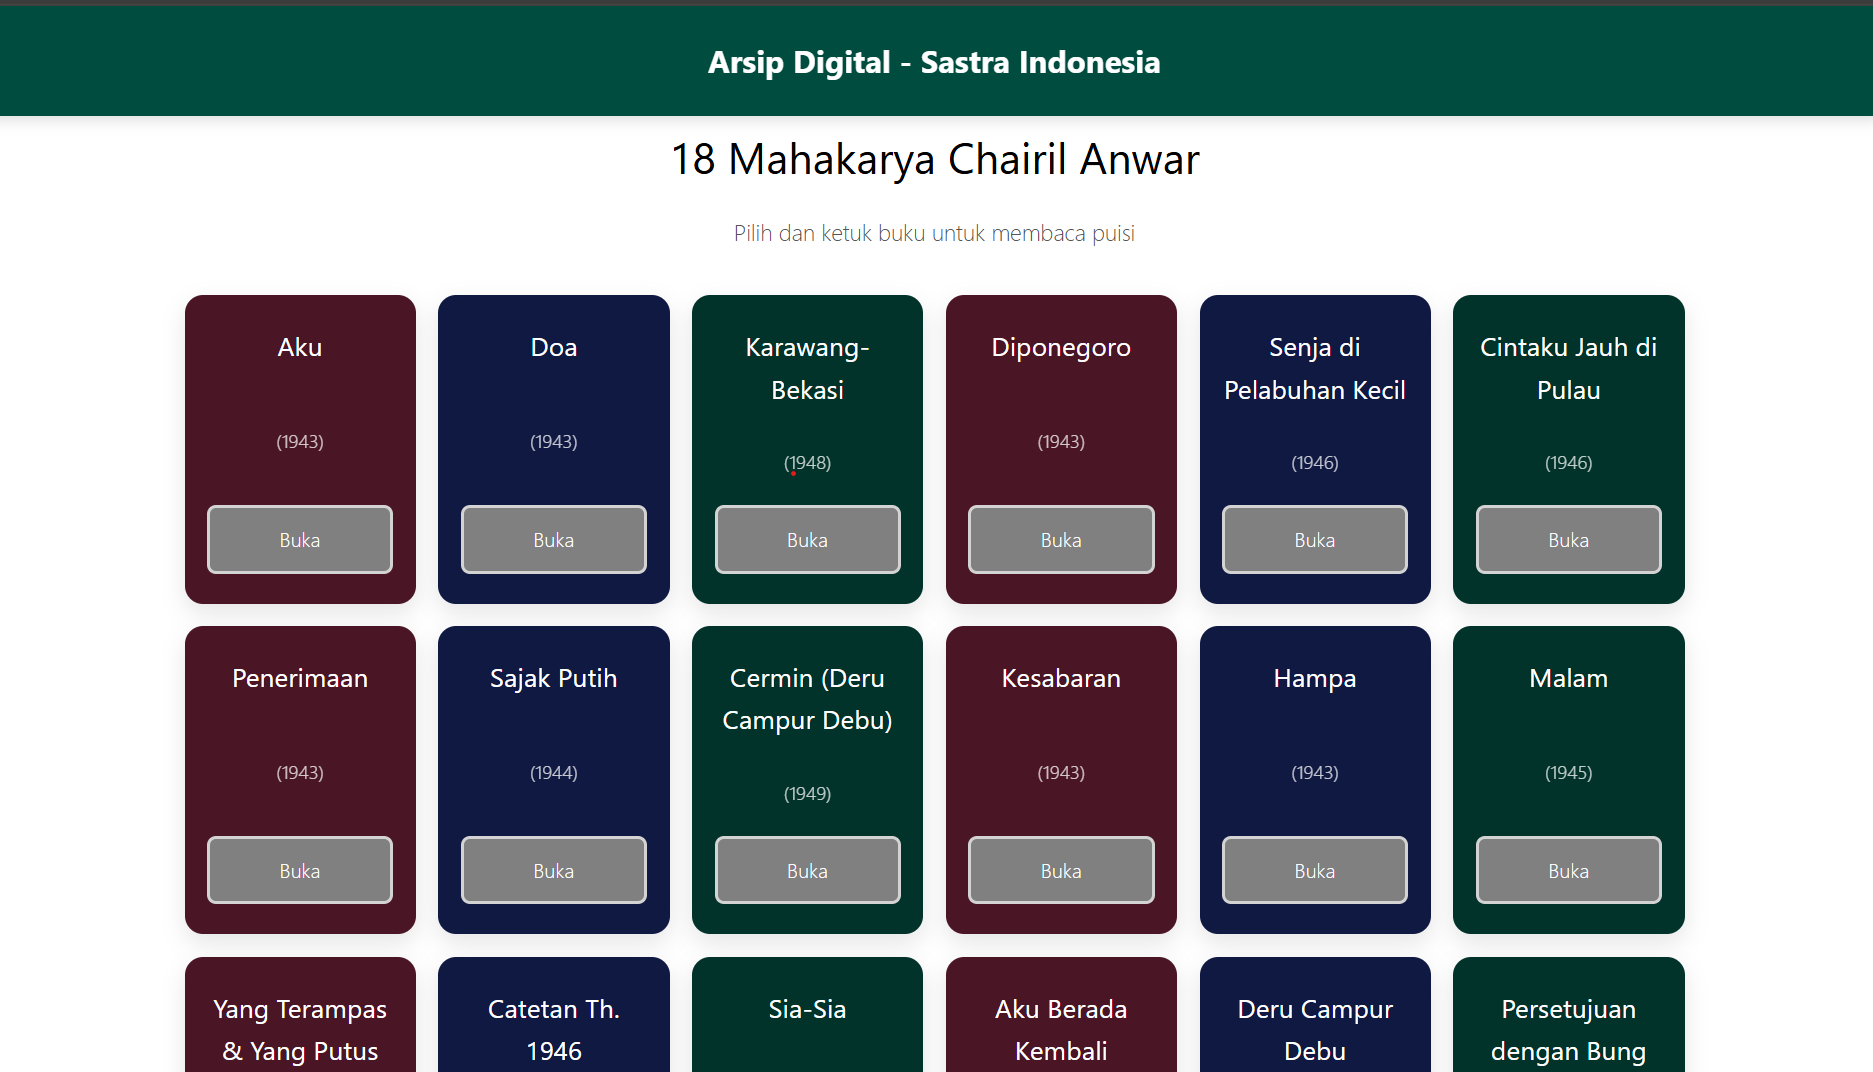 Arsip Digital - Sastra Indonesia
18 Mahakarya Chairil Anwar
Pilih dan ketuk buku untuk membaca puisi
Aku
(1943)
Buka
Doa
(1943)
Buka
Karawang-
Bekasi
(1948)
Buka
Diponegoro
(1943)
Buka
Senja di
Pelabuhan Kecil
(1946)
Buka
Cintaku Jauh di
Pulau
(1946)
Buka
Penerimaan
(1943)
Buka
Sajak Putih
(1944)
Buka
Cermin (Deru
Campur Debu)
(1949)
Buka
Kesabaran
(1943)
Buka
Hampa
(1943)
Buka
Malam
(1945)
Buka
Yang Terampas
& Yang Putus
Catetan Th.
1946
Sia-Sia
Aku Berada
Kembali
Deru Campur
Debu
Persetujuan
dengan Bung